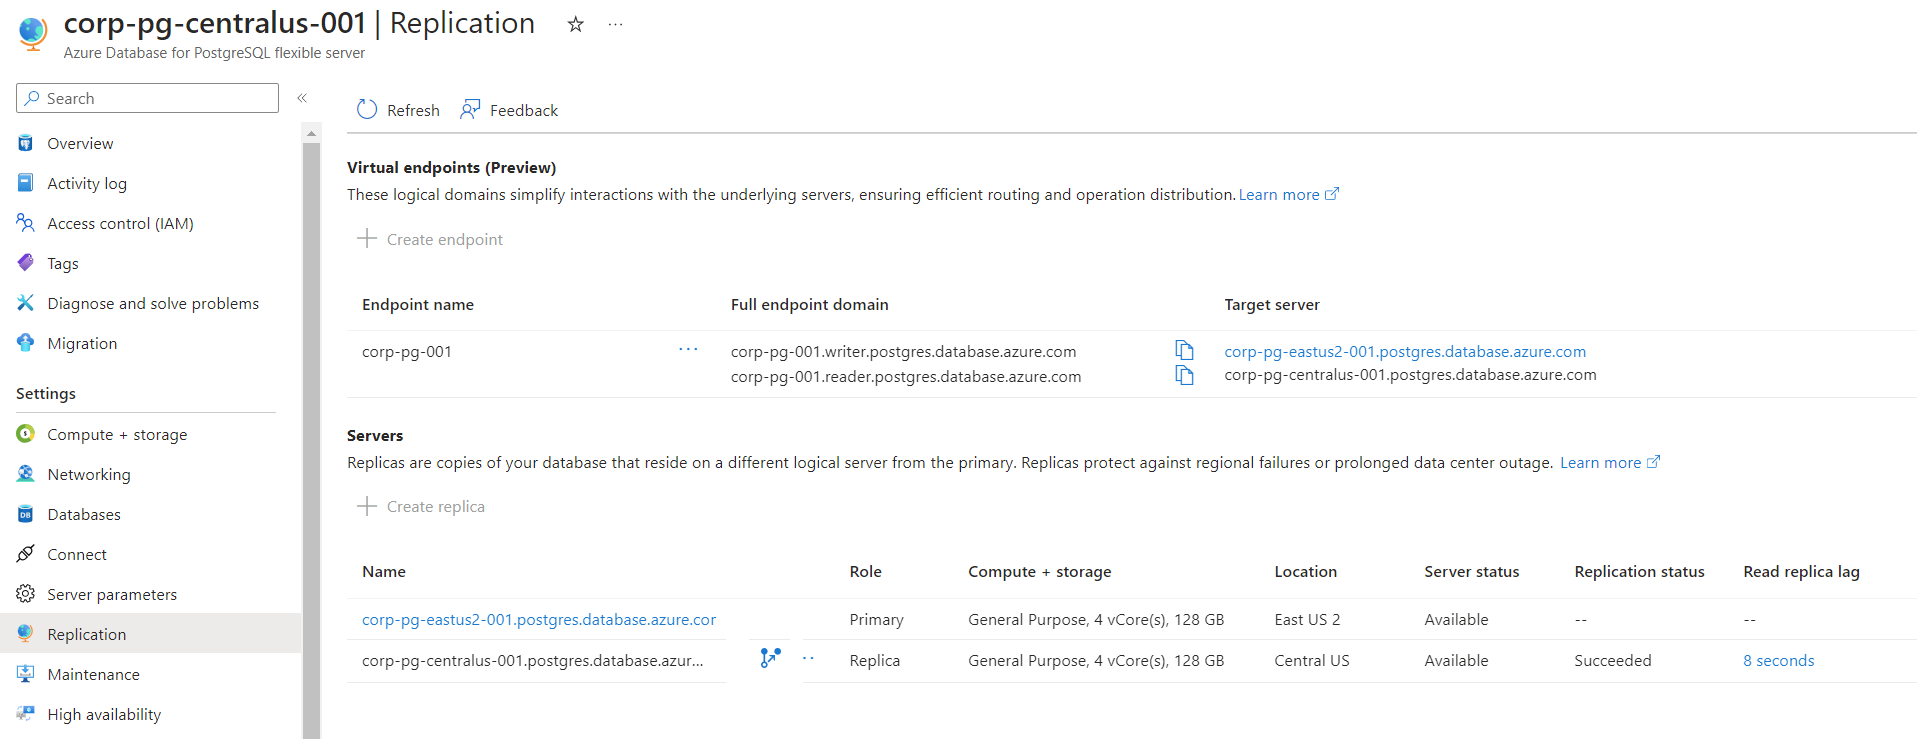 corp-pg-centralus-001 | Replication
Azure Database for PostgreSQL flexible server
Search
Overview
Activity log
Access control (IAM)
Tags
Diagnose and solve problems
Migration
Settings
Compute + storage
Networking
Databases
Connect
Server parameters
Replication
Maintenance
High availability
Refresh Feedback
Virtual endpoints (Preview)
These logical domains simplify interactions with the underlying servers, ensuring efficient routing and operation distribution. Learn more
Create endpoint
Endpoint name Full endpoint domain Target server
corp-pg-001 ... corp-pg-001.writer.postgres.database.azure.com corp-pg-eastus2-001.postgres.database.azure.com
corp-pg-001.reader.postgres.database.azure.com corp-pg-centralus-001.postgres.database.azure.com
Servers
Replicas are copies of your database that reside on a different logical server from the primary. Replicas protect against regional failures or prolonged data center outage. Learn more
Create replica
Name Role Compute + storage Location Server status Replication status Read replica lag
corp-pg-eastus2-001.postgres.database.azure.cor Primary General Purpose, 4 vCore(s), 128 GB East US 2 Available -- --
corp-pg-centralus-001.postgres.database.azur... Replica General Purpose, 4 vCore(s), 128 GB Central US Available Succeeded 8 seconds